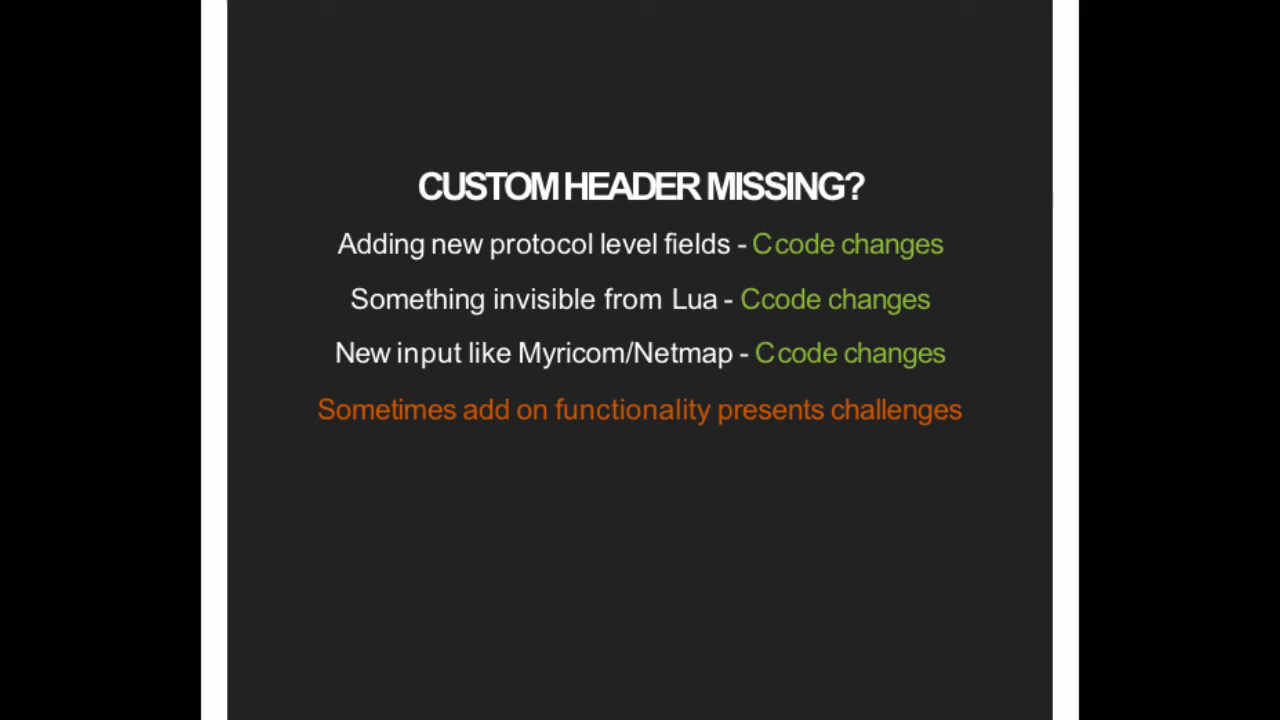 CUSTOM HEADER MISSING?
Adding new protocol level fields - C code changes
Something invisible from Lua - C code changes
New input like Myricom/Netmap - C code changes
Sometimes add on functionality presents challenges